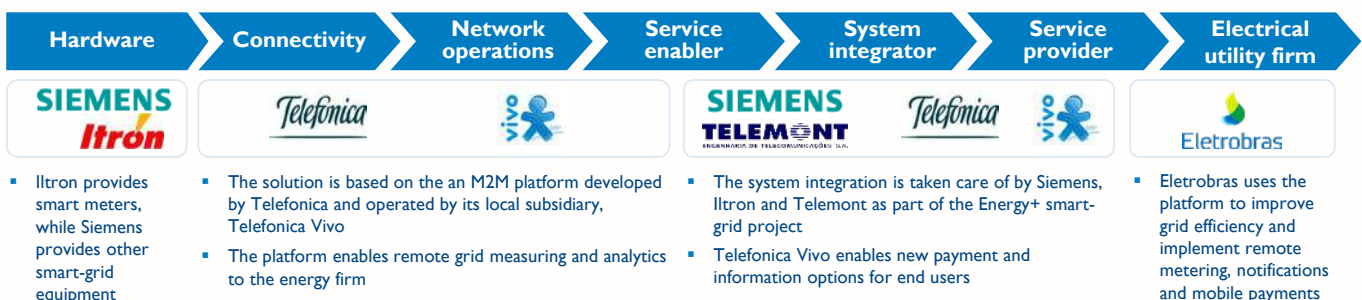 Hardware
Connectivity
Network
operations
Service
enabler
System
integrator
Service
provider
Electrical
utility firm
SIEMENS
Itrón
Telefonica
vivo
SIEMENS
TELEMONT
ENGENHARIA DE TELECOMUNICAÇÕES S.A.
Telefonica
vivo
Eletrobras
▪ Iltron provides
smart meters,
while Siemens
provides other
smart-grid
equipment
▪ The solution is based on the an M2M platform developed
by Telefonica and operated by its local subsidiary,
Telefonica Vivo
▪ The platform enables remote grid measuring and analytics
to the energy firm
▪ The system integration is taken care of by Siemens,
Iltron and Telemont as part of the Energy+ smart-
grid project
▪ Telefonica Vivo enables new payment and
information options for end users
▪ Eletrobras uses the
platform to improve
grid efficiency and
implement remote
metering, notifications
and mobile payments